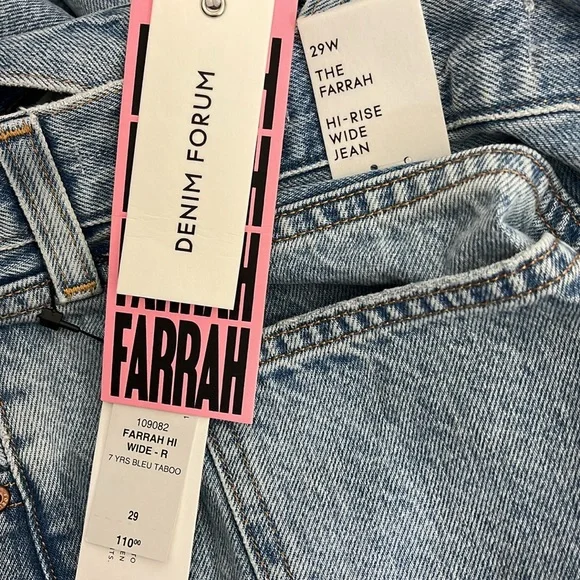 DENIM FORUM
FARRAH
FARRAH
29W
THE
FARRAH
HI-RISE
WIDE
JEAN
109082
FARRAH HI
WIDE - R
7 YRS BLEU TABOO
29
110.00